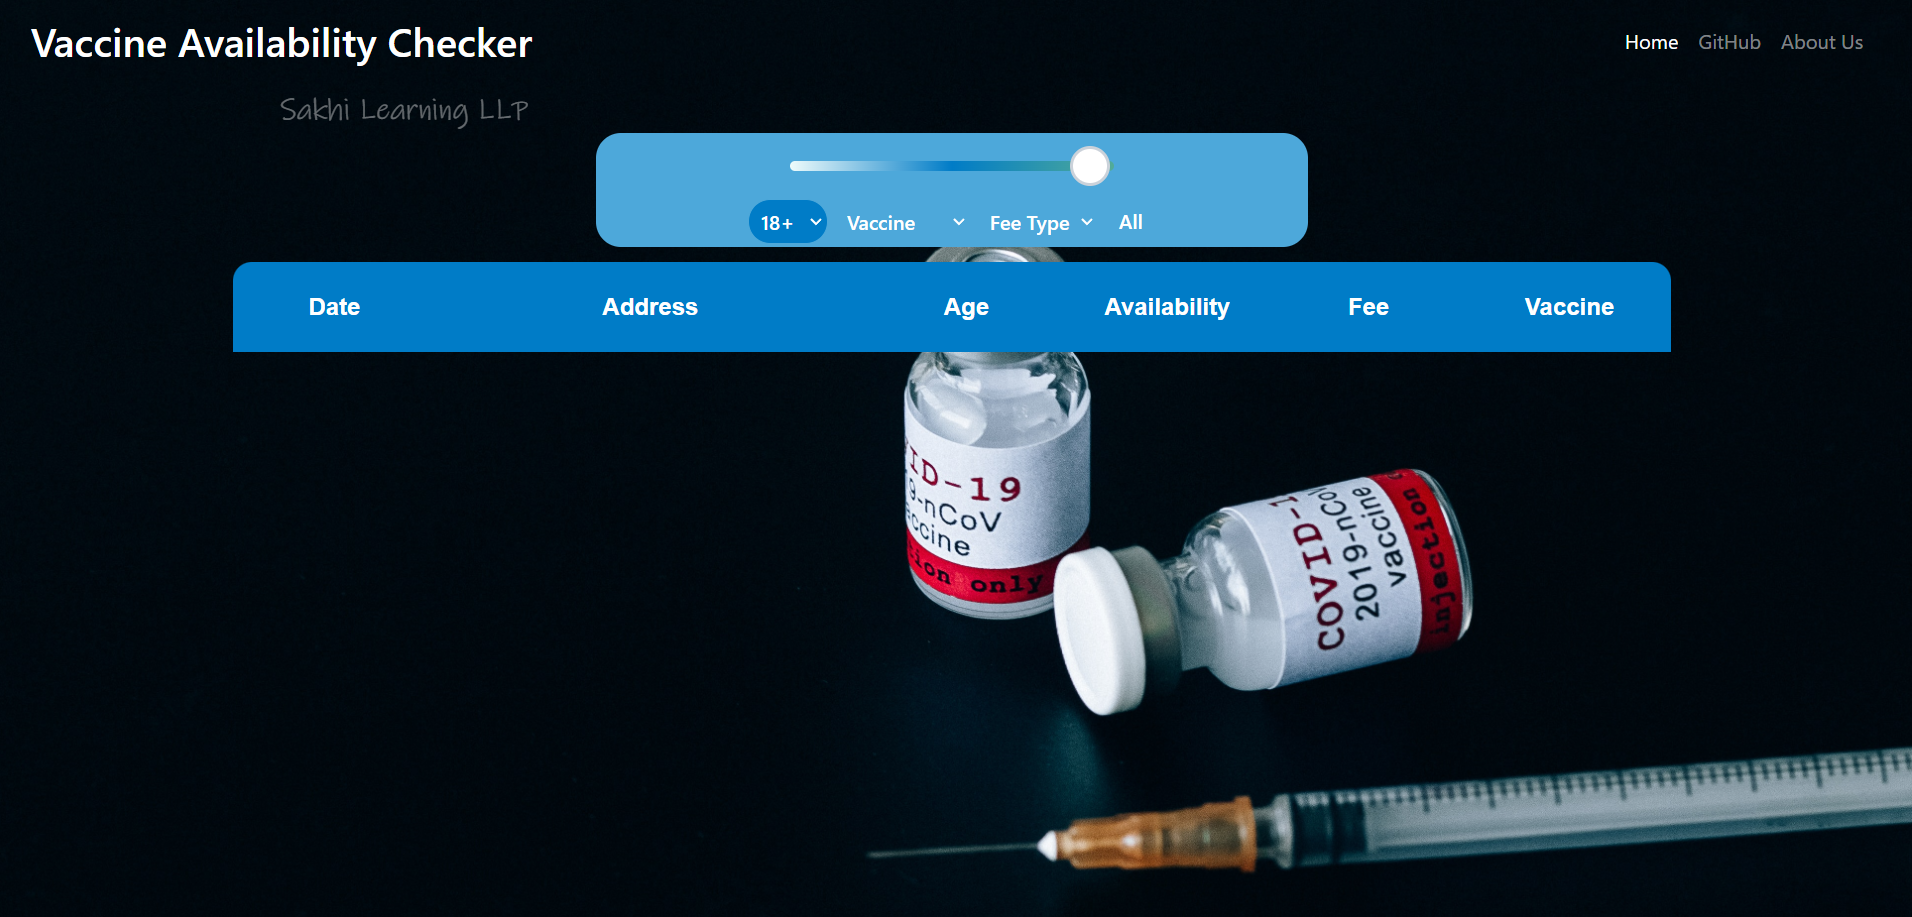 Vaccine Availability Checker
Home GitHub About Us
Sakhi Learning LLP
18+ Vaccine Fee Type All
Date Address Age Availability Fee Vaccine
ID-19
9-nCoV
ccine
ion only
COVID-1
2019-nCoV
vaccine
injection